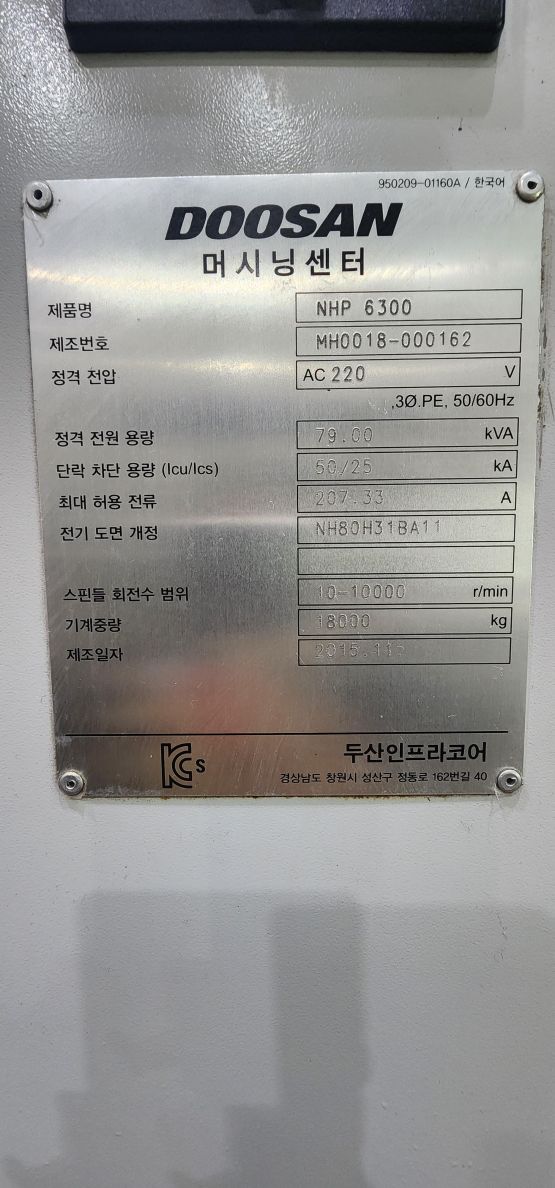 950209-01160A / 한국어
DOOSAN
머시닝센터
제품명 NHP 6300
제조번호 MH0018-000162
정격 전압 AC 220 V
,3Ø.PE, 50/60Hz
정격 전원 용량 79.00 kVA
단락 차단 용량 (Icu/Ics) 50/25 kA
최대 허용 전류 207.33 A
전기 도면 개정 NH80H31BA11
스핀들 회전수 범위 10-10000 r/min
기계중량 18000 kg
제조일자
KCs 두산인프라코어
경상남도 창원시 성산구 정동로 162번길 40